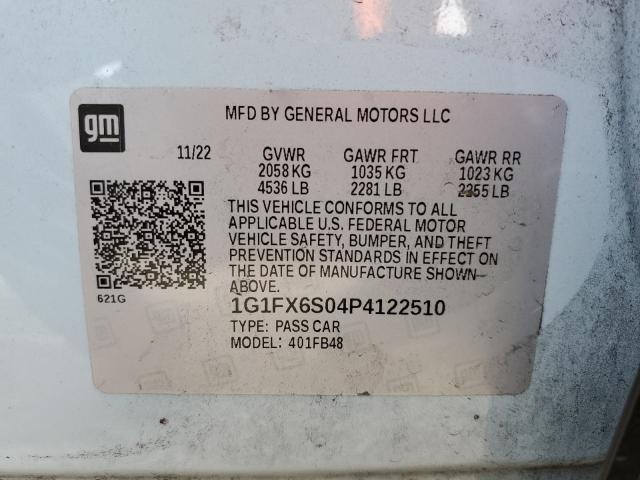 gm
MFD BY GENERAL MOTORS LLC
11/22 GVWR GAWR FRT GAWR RR
2058 KG 1035 KG 1023 KG
4536 LB 2281 LB 2255 LB
THIS VEHICLE CONFORMS TO ALL
APPLICABLE U.S. FEDERAL MOTOR
VEHICLE SAFETY, BUMPER, AND THEFT
PREVENTION STANDARDS IN EFFECT ON
THE DATE OF MANUFACTURE SHOWN
ABOVE.
621G
1G1FX6S04P4122510
TYPE: PASS CAR
MODEL: 401FB48